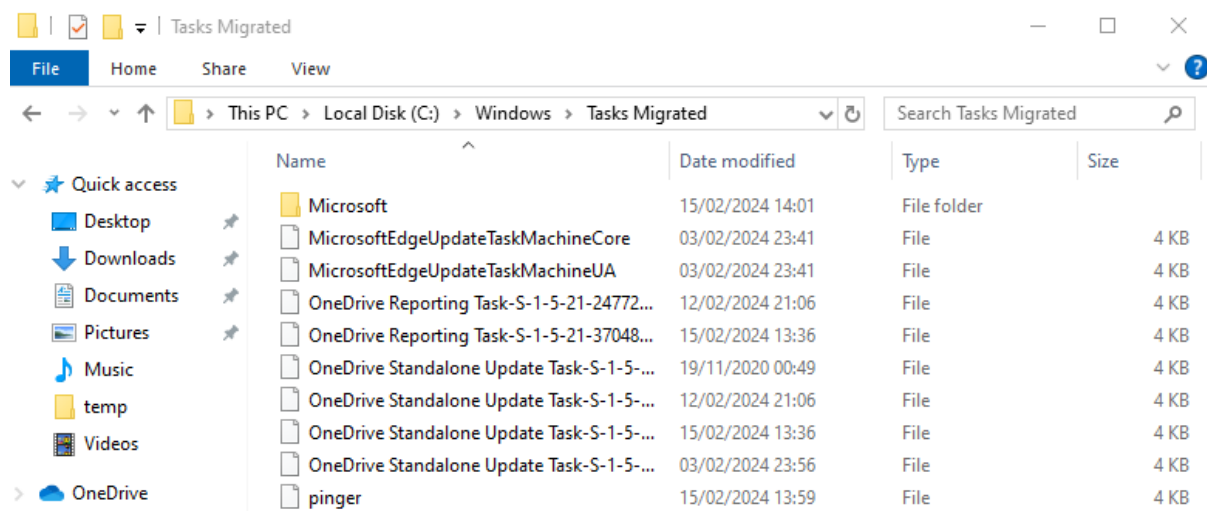 Tasks Migrated
File Home Share View ?
This PC > Local Disk (C:) > Windows > Tasks Migrated Search Tasks Migrated
Name Date modified Type Size
Quick access
Desktop
Downloads
Documents
Pictures
Music
temp
Videos
OneDrive
Microsoft 15/02/2024 14:01 File folder
MicrosoftEdgeUpdateTaskMachineCore 03/02/2024 23:41 File 4 KB
MicrosoftEdgeUpdateTaskMachineUA 03/02/2024 23:41 File 4 KB
OneDrive Reporting Task-S-1-5-21-24772... 12/02/2024 21:06 File 4 KB
OneDrive Reporting Task-S-1-5-21-37048... 15/02/2024 13:36 File 4 KB
OneDrive Standalone Update Task-S-1-5-... 19/11/2020 00:49 File 4 KB
OneDrive Standalone Update Task-S-1-5-... 12/02/2024 21:06 File 4 KB
OneDrive Standalone Update Task-S-1-5-... 15/02/2024 13:36 File 4 KB
OneDrive Standalone Update Task-S-1-5-... 03/02/2024 23:56 File 4 KB
pinger 15/02/2024 13:59 File 4 KB